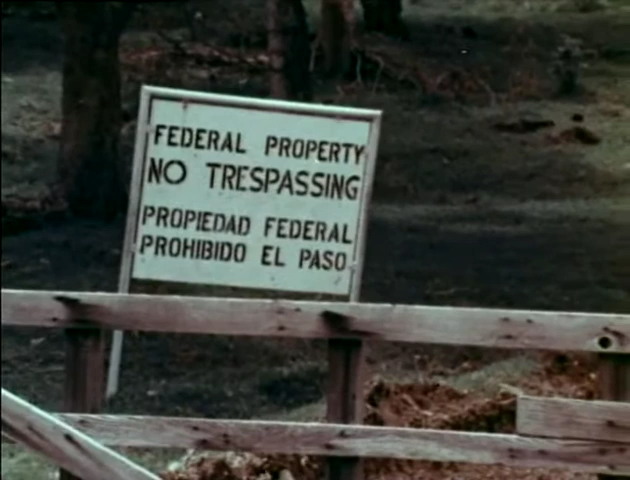 FEDERAL PROPERTY
NO TRESPASSING
PROPIEDAD FEDERAL
PROHIBIDO EL PASO